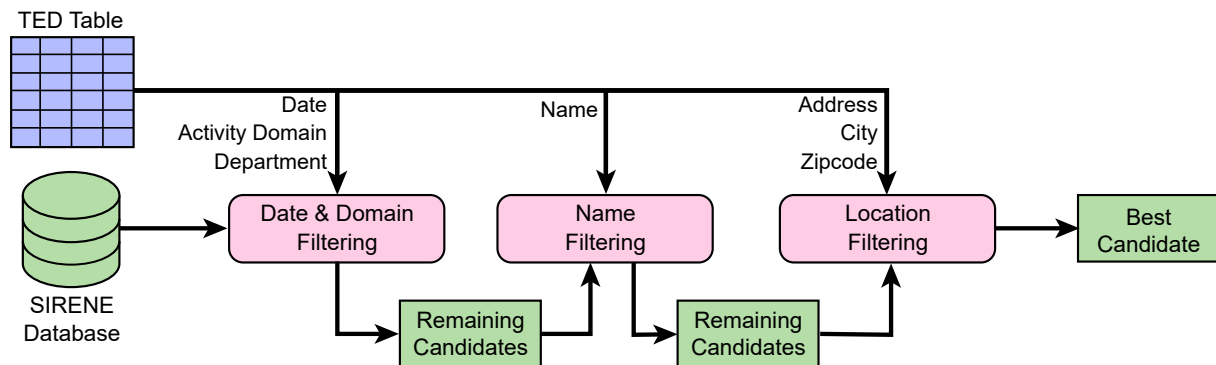 TED Table
Date
Activity Domain
Department
Name
Address
City
Zipcode
SIRENE
Database
Date & Domain
Filtering
Name
Filtering
Location
Filtering
Best
Candidate
Remaining
Candidates
Remaining
Candidates